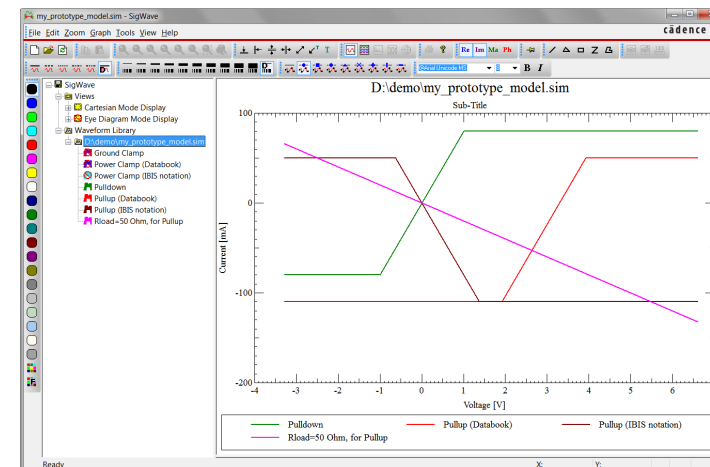 my_prototype_model.sim - SigWave
File Edit Zoom Graph Tools View Help
cādence
T
Re Im Ma Ph
@Arial Unicode MS
8
B I
SigWave
Views
Cartesian Mode Display
Eye Diagram Mode Display
Waveform Library
D:\demo\my_prototype_model.sim
Ground Clamp
Power Clamp (Databook)
Power Clamp (IBIS notation)
Pulldown
Pullup (Databook)
Pullup (IBIS notation)
Rload=50 Ohm, for Pullup
D:\demo\my_prototype_model.sim
Sub-Title
100
0
-100
-200
Current [mA]
-4 -3 -2 -1 0 1 2 3 4 5 6
Voltage [V]
Pulldown Pullup (Databook) Pullup (IBIS notation)
Rload=50 Ohm, for Pullup
Ready X: Y: